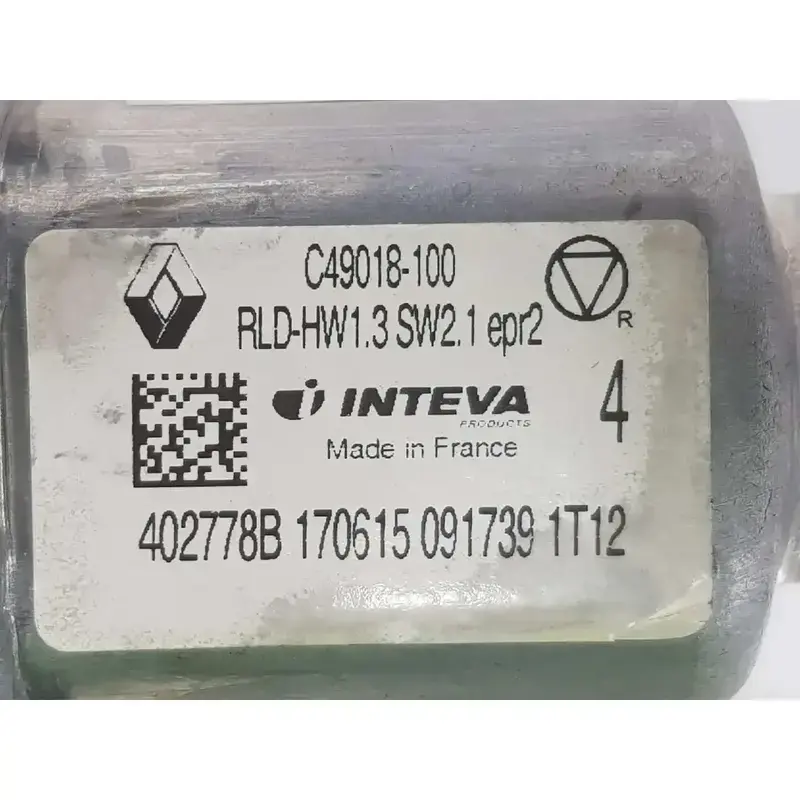 C49018-100
RLD-HW1.3 SW2.1 epr2
R
INTEVA
PRODUCTS
4
Made in France
402778B 170615 091739 1T12